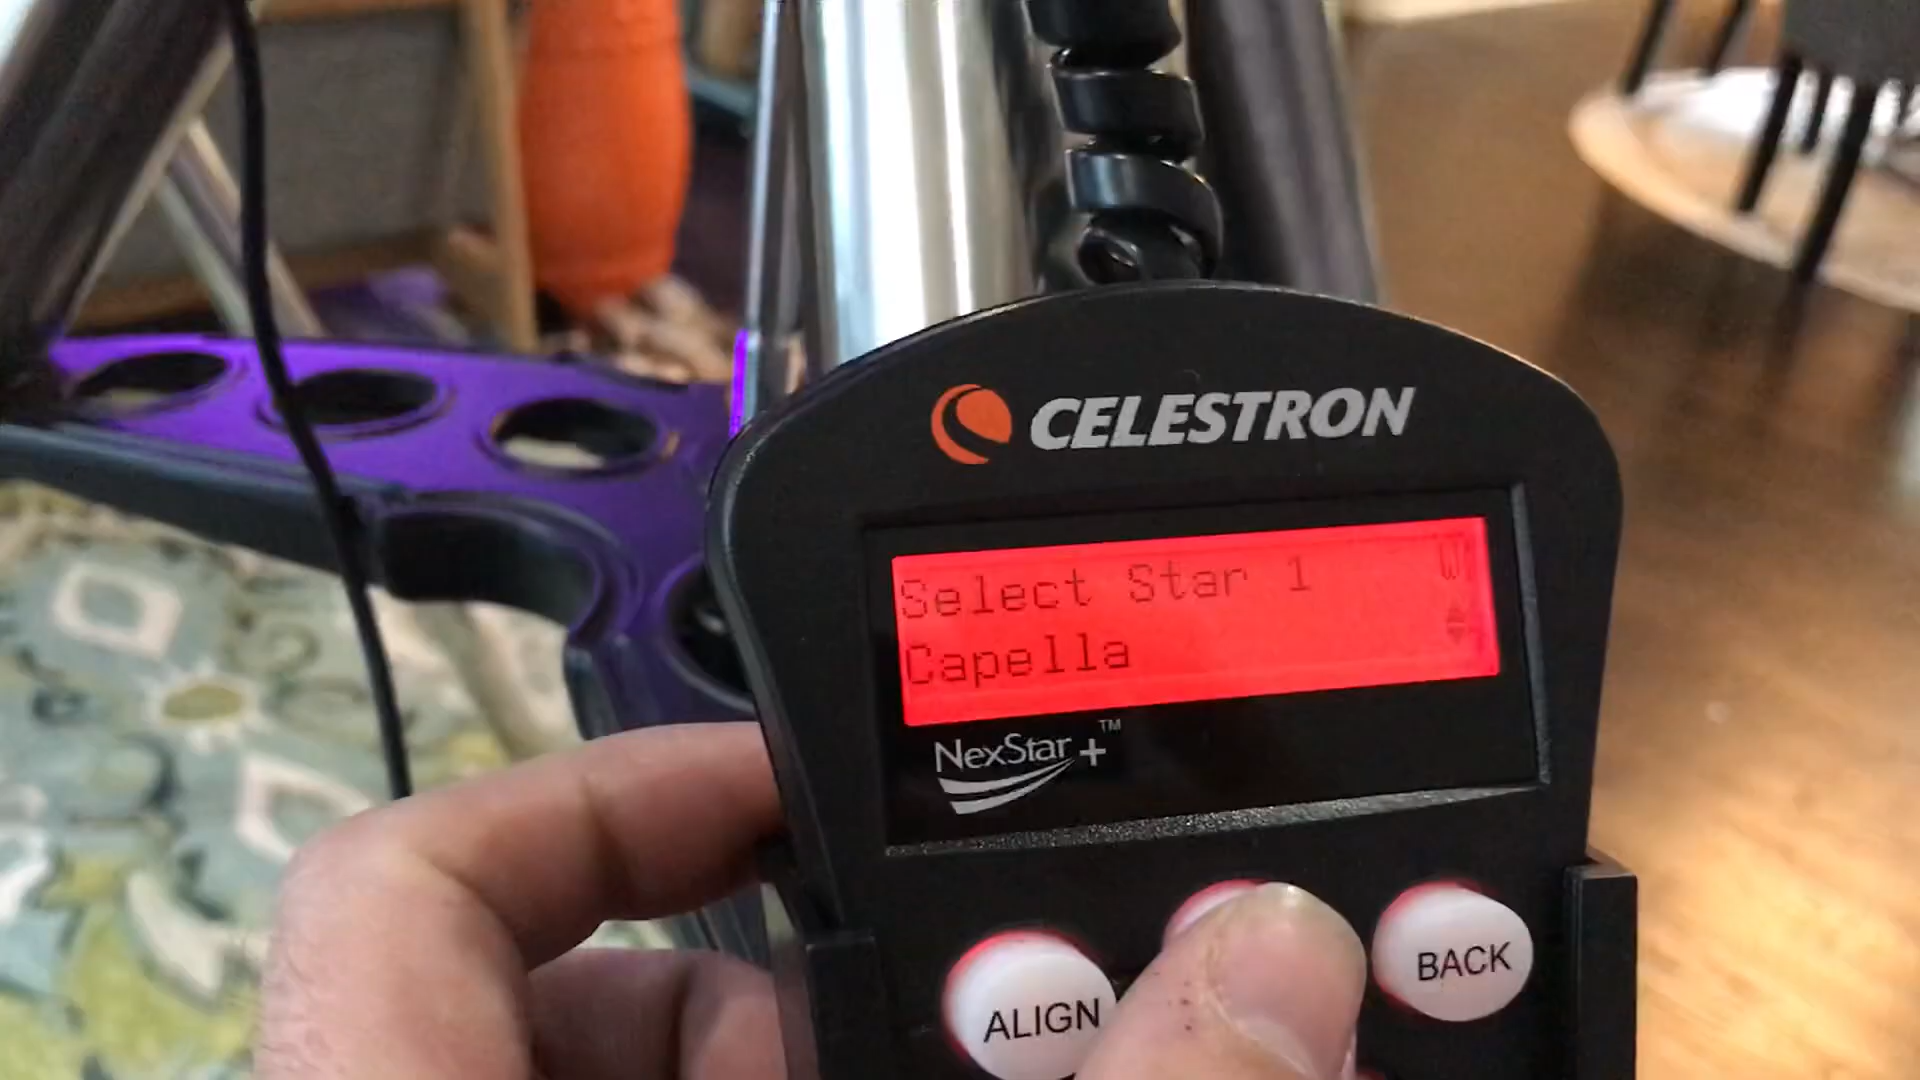 CELESTRON
Select Star 1 W
Capella
NexStar+™
ALIGN
BACK